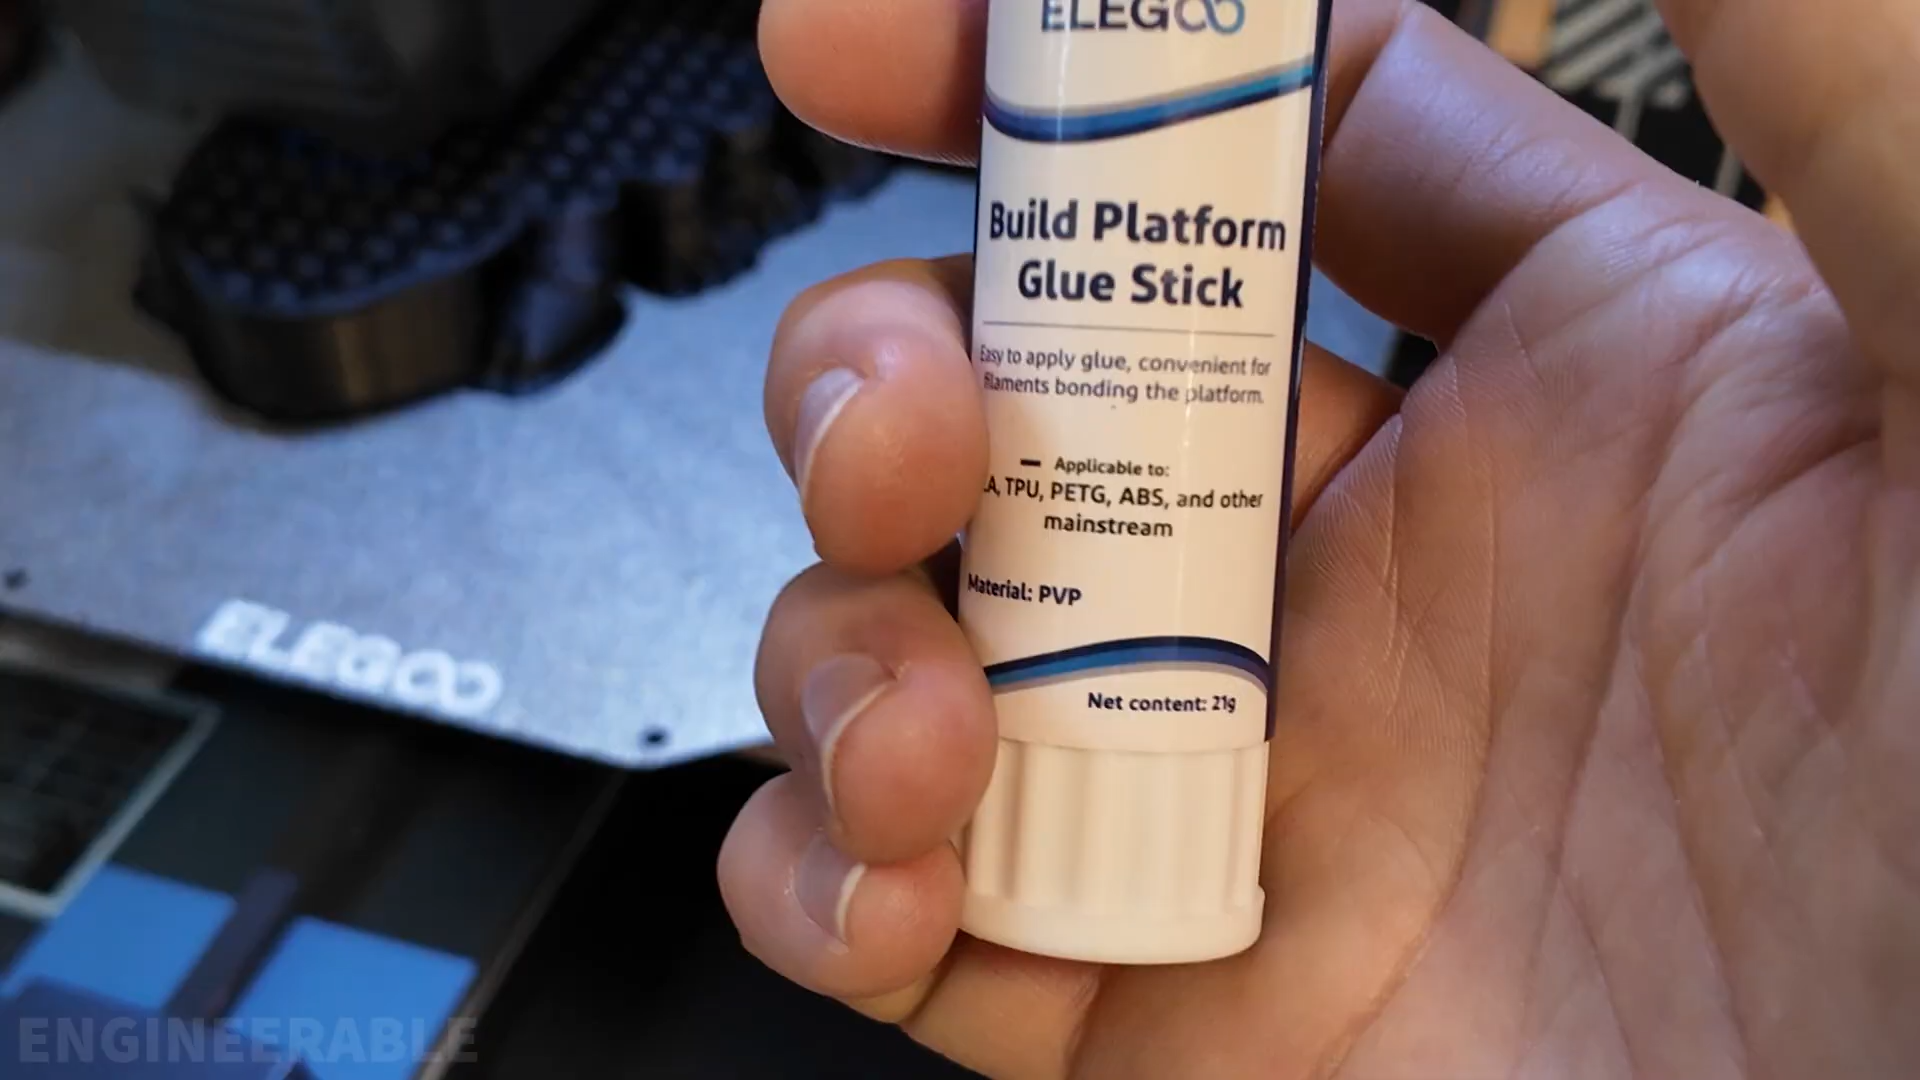 ELEGOO
Build Platform
Glue Stick
Easy to apply glue, convenient for
filaments bonding the platform.
Applicable to:
LA, TPU, PETG, ABS, and other
mainstream
Material: PVP
Net content: 21g
ELEGOO
ENGINEERABLE